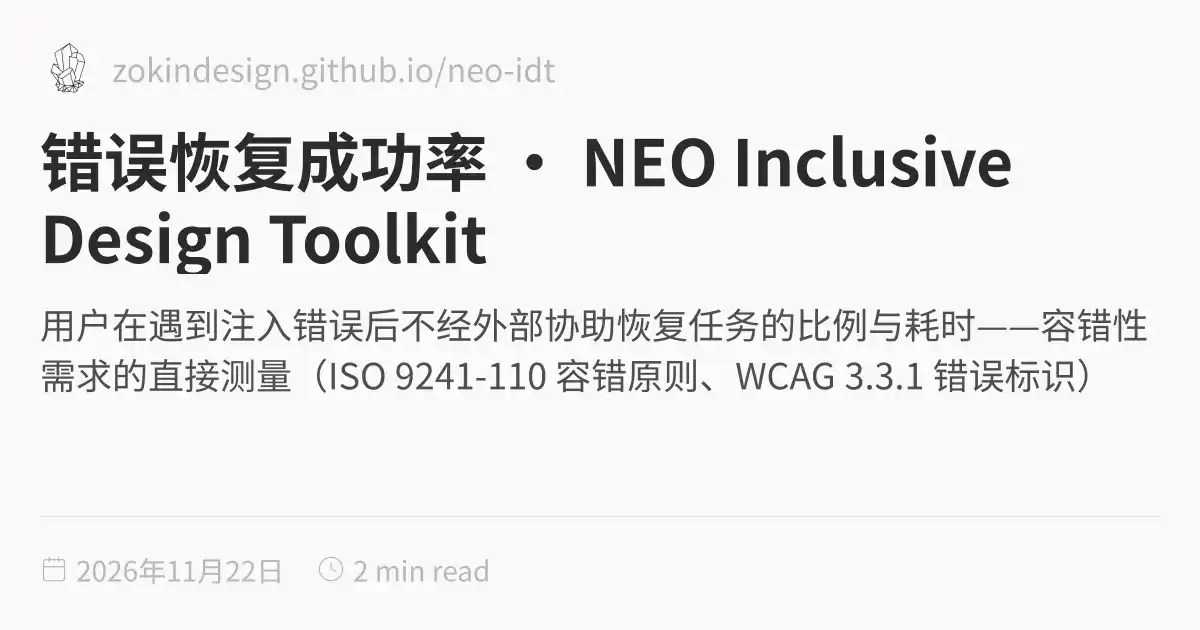 zokindesign.github.io/neo-idt
错误恢复成功率 · NEO Inclusive
Design Toolkit
用户在遇到注入错误后不经外部协助恢复任务的比例与耗时——容错性
需求的直接测量（ISO 9241-110 容错原则、WCAG 3.3.1 错误标识）
2026年11月22日 2 min read